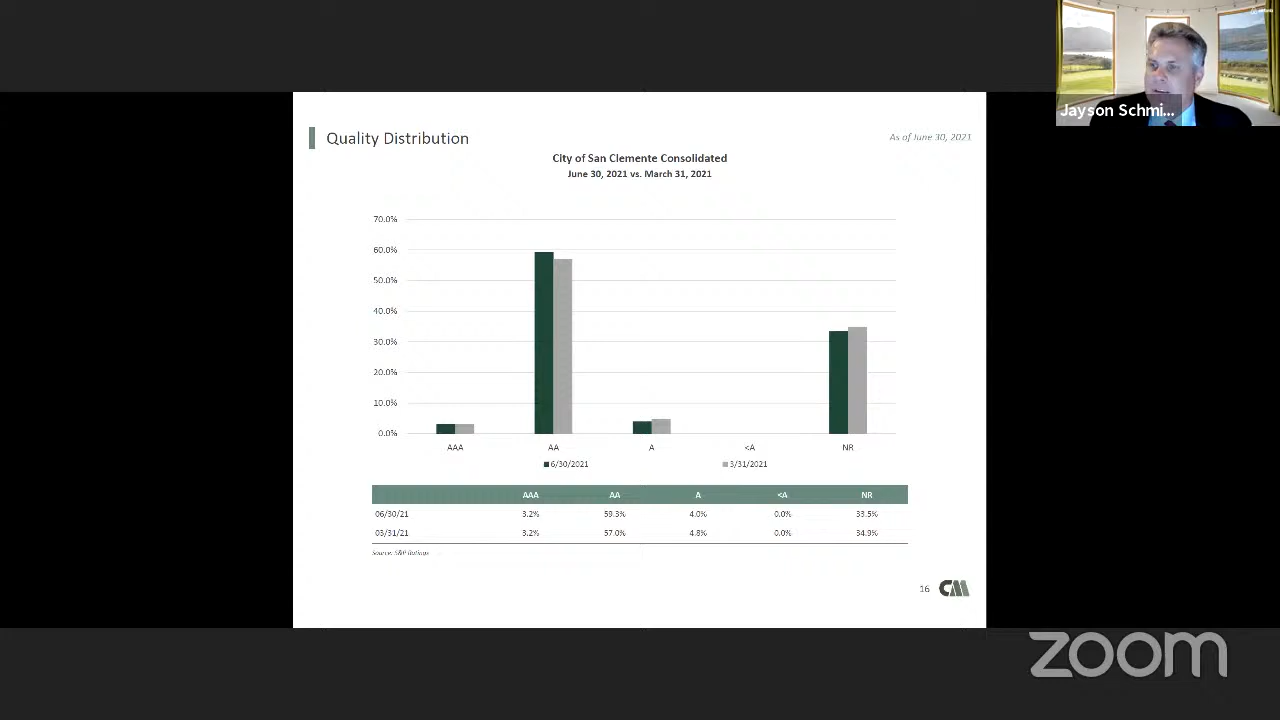 Jayson Schmi...
Quality Distribution
As of June 30, 2021
City of San Clemente Consolidated
June 30, 2021 vs. March 31, 2021
70.0%
60.0%
50.0%
40.0%
30.0%
20.0%
10.0%
0.0%
AAA AA A <A NR
6/30/2021 3/31/2021
AAA AA A <A NR
06/30/21 3.2% 59.3% 4.0% 0.0% 33.5%
03/31/21 3.2% 57.0% 4.8% 0.0% 34.9%
Source: S&P Ratings
16 CM
zoom